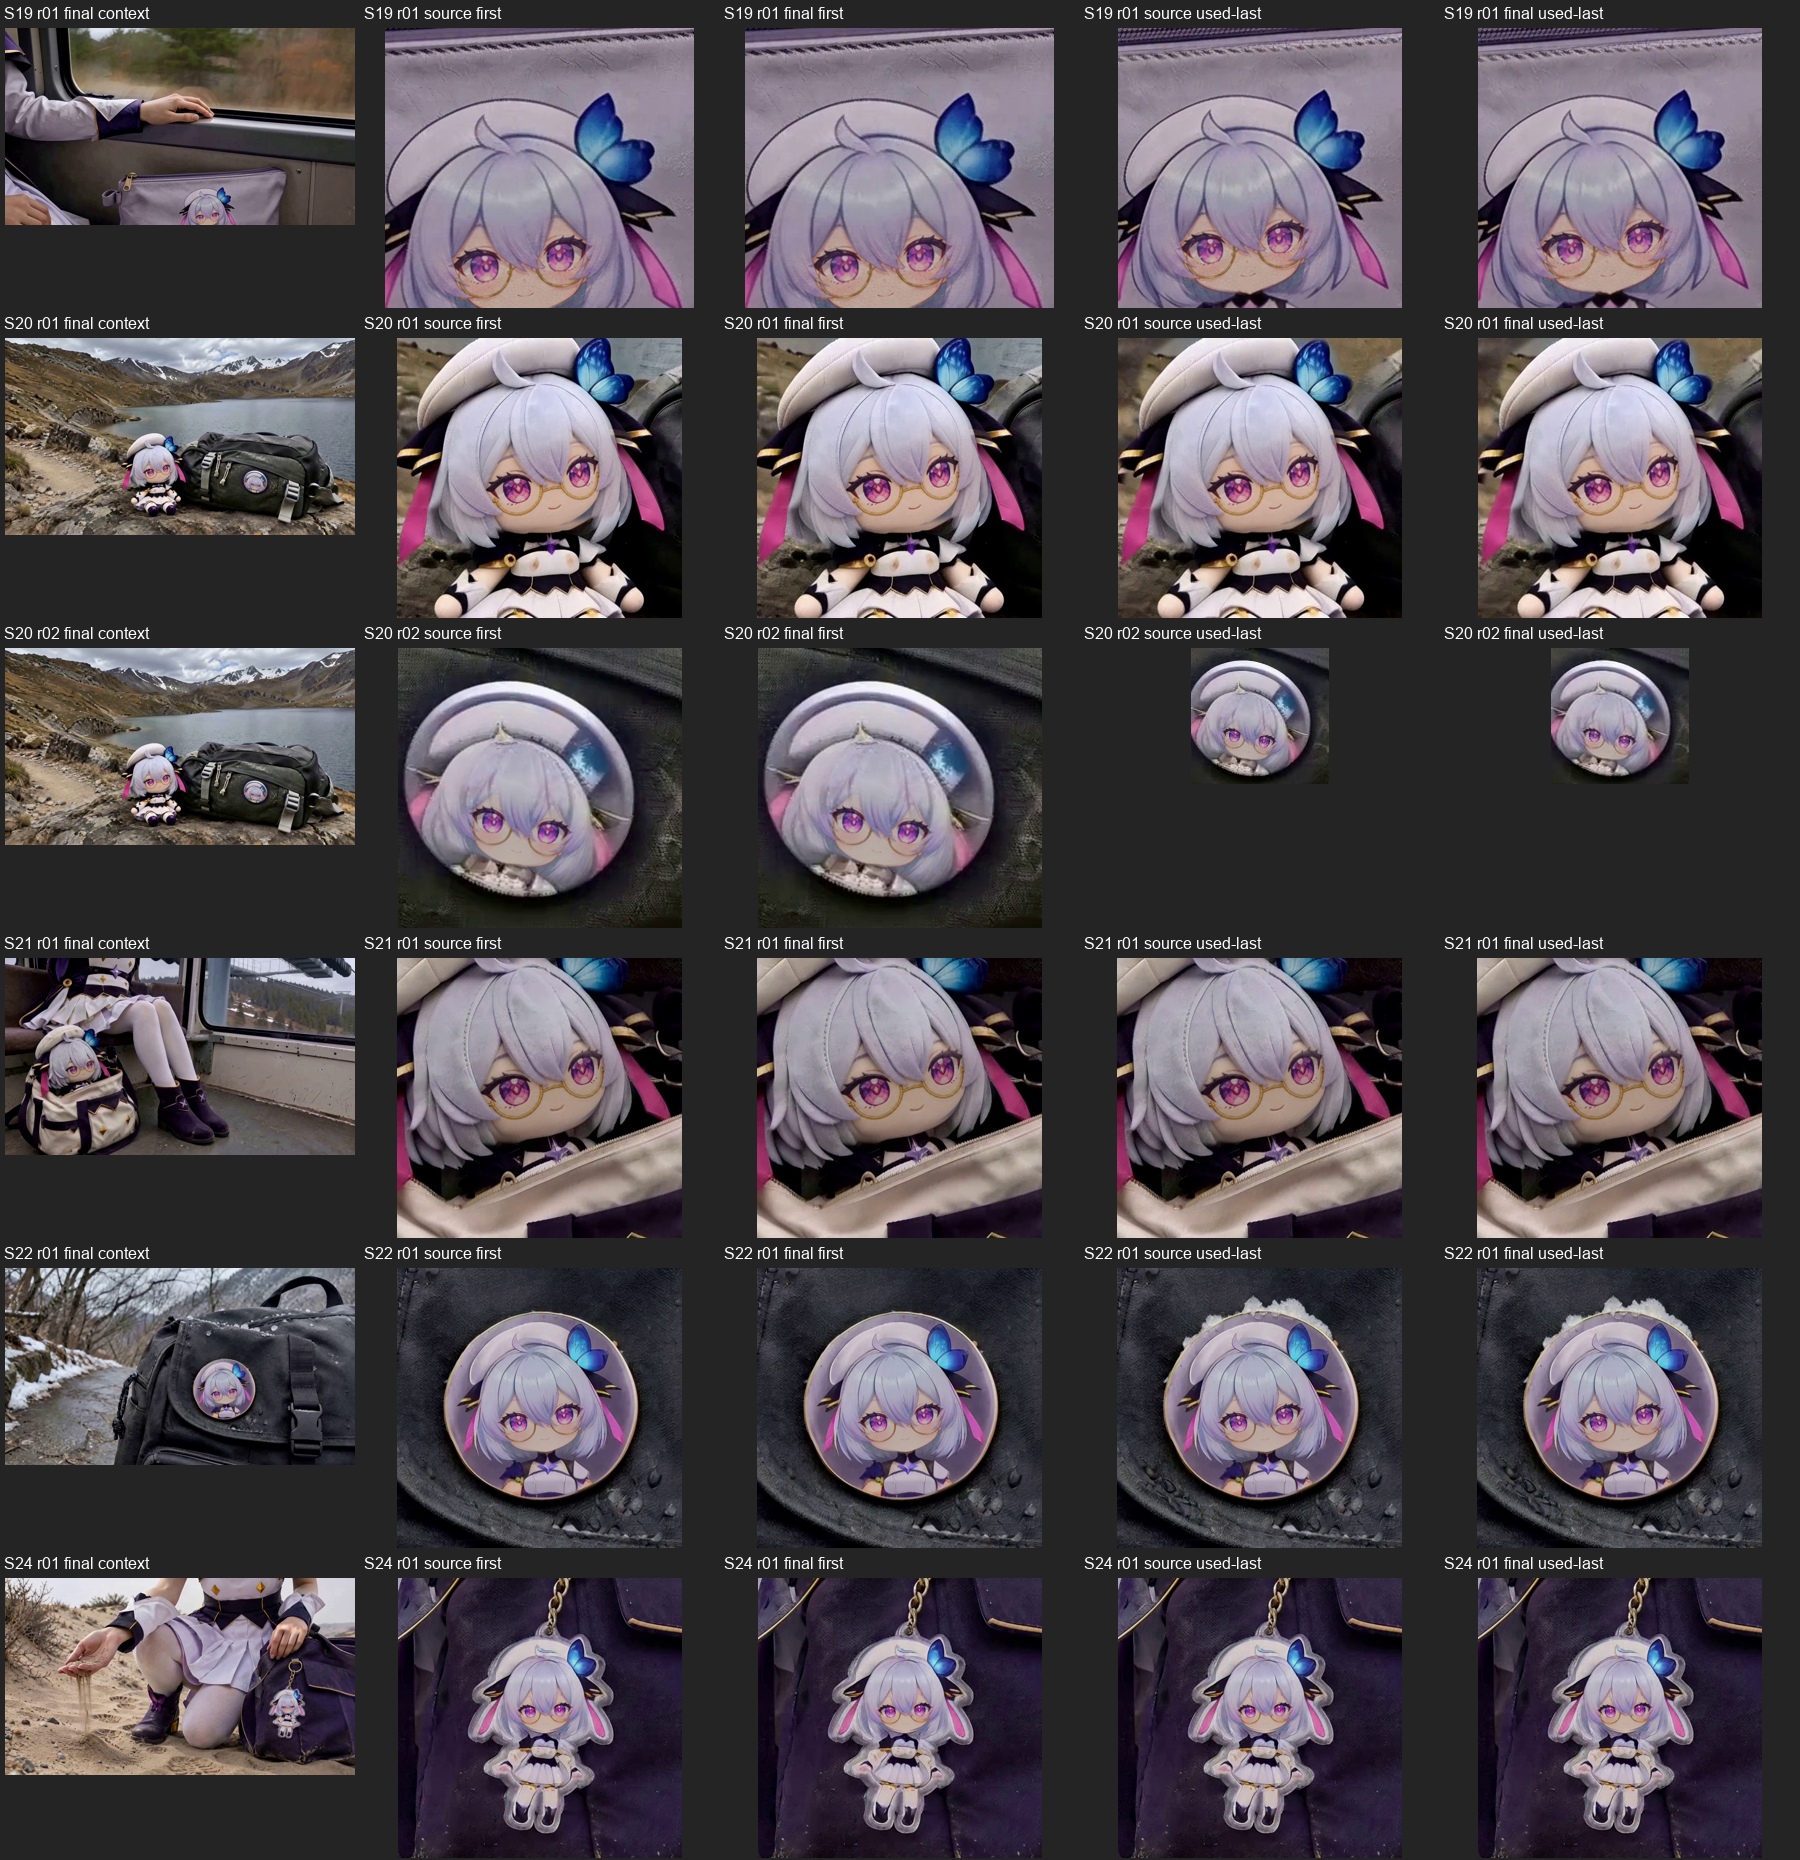 S19 r01 final context
S19 r01 source first
S19 r01 final first
S19 r01 source used-last
S19 r01 final used-last
S20 r01 final context
S20 r01 source first
S20 r01 final first
S20 r01 source used-last
S20 r01 final used-last
S20 r02 final context
S20 r02 source first
S20 r02 final first
S20 r02 source used-last
S20 r02 final used-last
S21 r01 final context
S21 r01 source first
S21 r01 final first
S21 r01 source used-last
S21 r01 final used-last
S22 r01 final context
S22 r01 source first
S22 r01 final first
S22 r01 source used-last
S22 r01 final used-last
S24 r01 final context
S24 r01 source first
S24 r01 final first
S24 r01 source used-last
S24 r01 final used-last